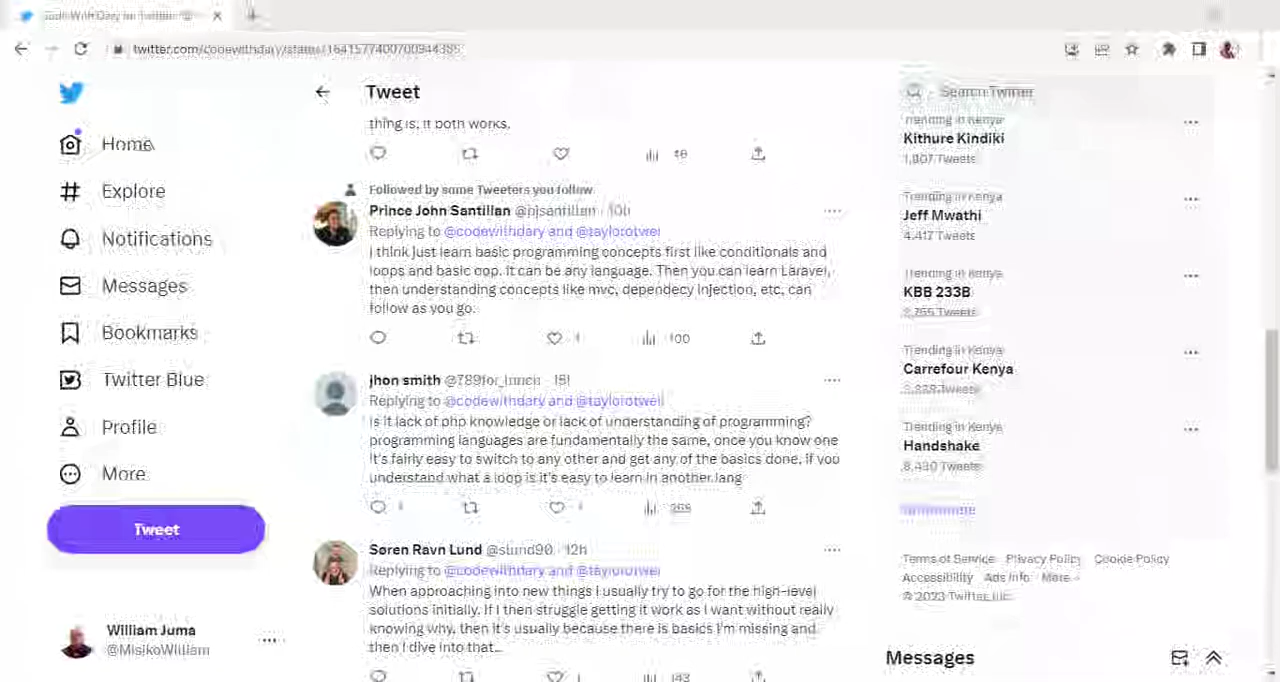 twitter.com/codewithdary/status/1641577400700944385
Tweet
Search Twitter
Home
Explore
Notifications
Messages
Bookmarks
Twitter Blue
Profile
More
Tweet
William Juma
@MisikoWilliam
thing is, it both works.
Followed by some Tweeters you follow
Prince John Santillan @pjsantillan · 10h
Replying to @codewithdary and @taylorotwell
I think just learn basic programming concepts first like conditionals and
loops and basic oop. It can be any language. Then you can learn Laravel,
then understanding concepts like mvc, dependecy injection, etc, can
follow as you go.
1 100
jhon smith
Replying to @codewithdary and @taylorotwell
Is it lack of php knowledge or lack of understanding of programming?
programming languages are fundamentally the same, once you know one
it's fairly easy to switch to any other and get any of the basics done, if you
understand what a loop is it's easy to learn in another lang
Søren Ravn Lund @slund90 · 12h
Replying to @codewithdary and @taylorotwell
When approaching into new things I usually try to go for the high-level
solutions initially. If I then struggle getting it work as I want without really
knowing why, then it's usually because there is basics I'm missing and
then I dive into that...
1 143
Trending in Kenya
Kithure Kindiki
1,807 Tweets
Trending in Kenya
Jeff Mwathi
4,417 Tweets
Trending in Kenya
KBB 233B
Tweets
Trending in Kenya
Carrefour Kenya
Tweets
Trending in Kenya
Handshake
8,430 Tweets
Terms of Service Privacy Policy Cookie Policy
Accessibility Ads info More
© 2023 Twitter, Inc.
Messages